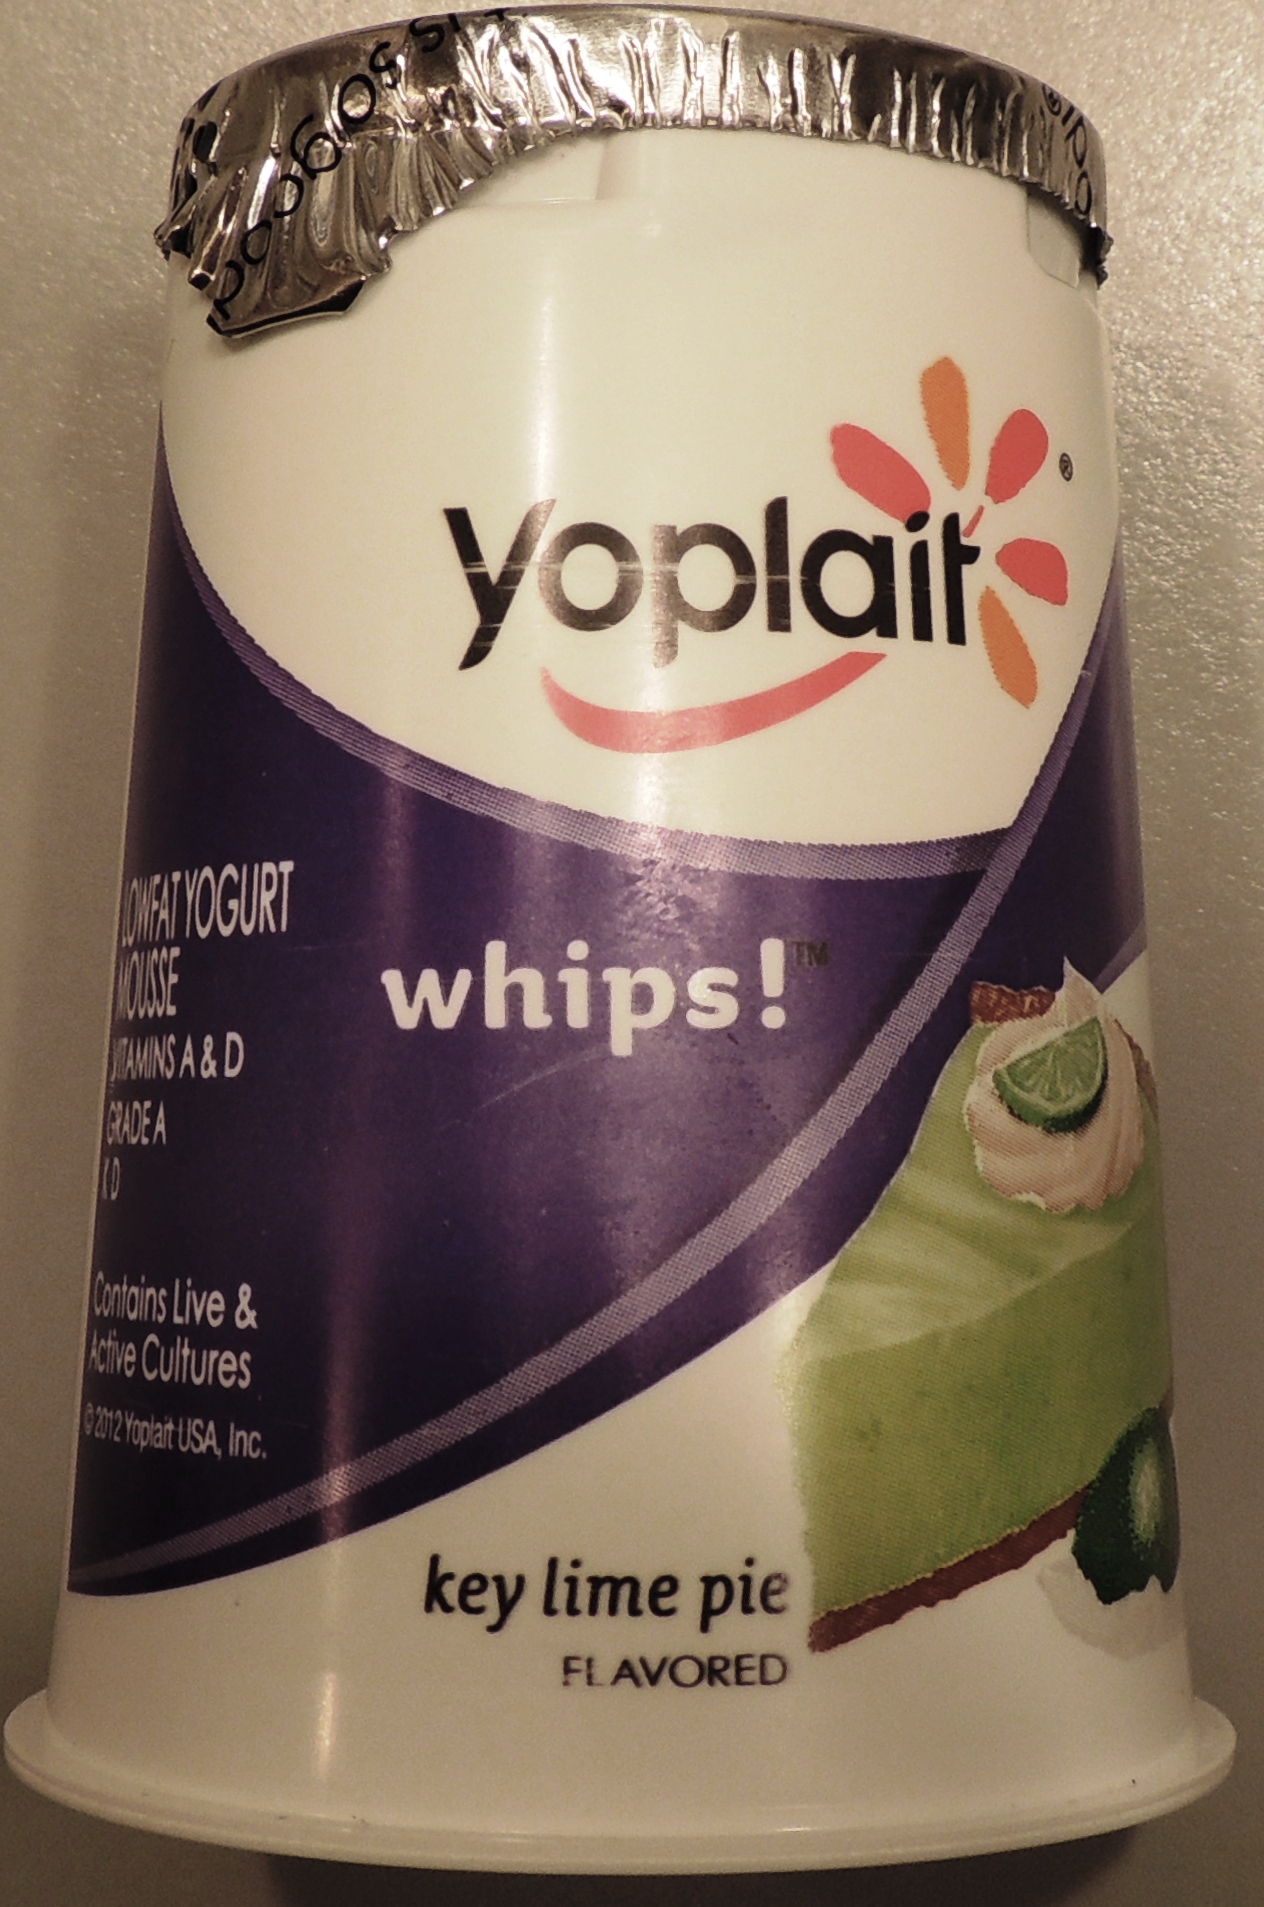 yoplait®
LOWFAT YOGURT
MOUSSE
VITAMINS A & D
GRADE A
K D
whips!™
Contains Live &
Active Cultures
© 2012 Yoplait USA, Inc.
key lime pie
FLAVORED